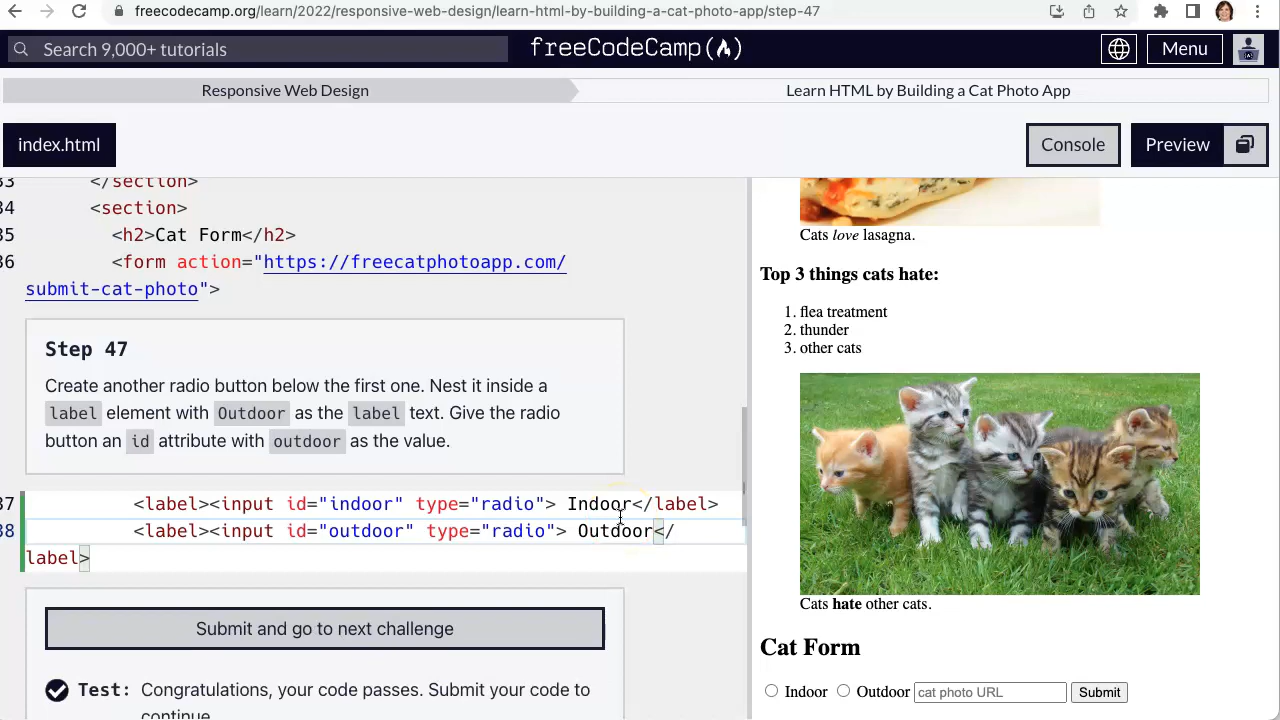 freecodecamp.org/learn/2022/responsive-web-design/learn-html-by-building-a-cat-photo-app/step-47
Search 9,000+ tutorials
freeCodeCamp
Menu
Responsive Web Design
Learn HTML by Building a Cat Photo App
index.html
Console
Preview
33 </section>
34 <section>
35 <h2>Cat Form</h2>
36 <form action="https://freecatphotoapp.com/
submit-cat-photo">
Step 47
Create another radio button below the first one. Nest it inside a
label element with Outdoor as the label text. Give the radio
button an id attribute with outdoor as the value.
37 <label><input id="indoor" type="radio"> Indoor</label>
38 <label><input id="outdoor" type="radio"> Outdoor</
label>
Submit and go to next challenge
Test: Congratulations, your code passes. Submit your code to
continue.
Cats love lasagna.
Top 3 things cats hate:
1. flea treatment
2. thunder
3. other cats
Cats hate other cats.
Cat Form
Indoor Outdoor cat photo URL Submit